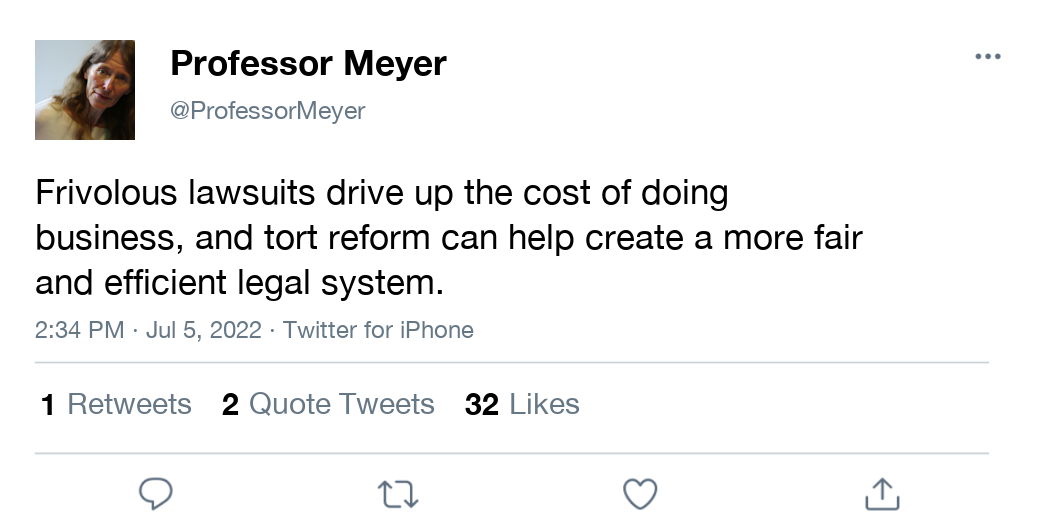 Professor Meyer
@ProfessorMeyer
Frivolous lawsuits drive up the cost of doing
business, and tort reform can help create a more fair
and efficient legal system.
2:34 PM · Jul 5, 2022 · Twitter for iPhone
1 Retweets 2 Quote Tweets 32 Likes